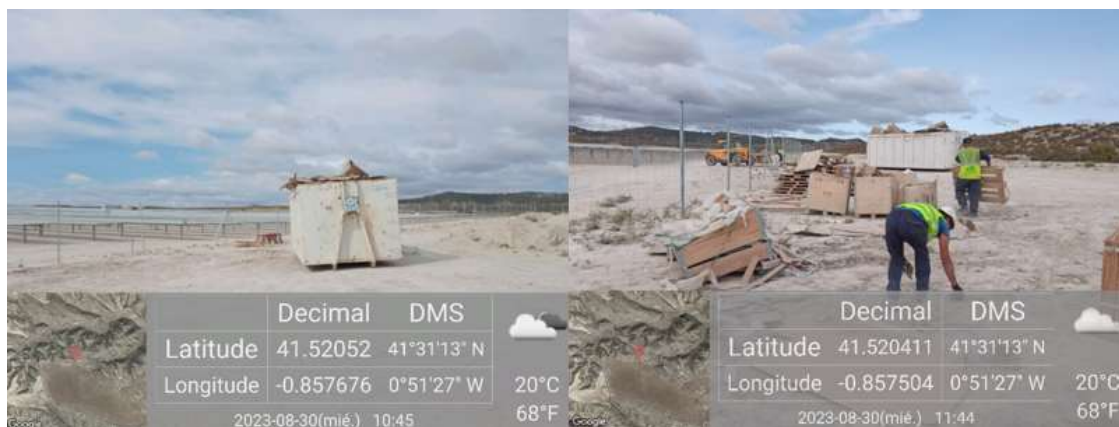 Decimal DMS
Latitude 41.52052 41°31'13" N
Longitude -0.857676 0°51'27" W
2023-08-30(mié.) 10:45
20°C
68°F
Google
Decimal DMS
Latitude 41.520411 41°31'13" N
Longitude -0.857504 0°51'27" W
2023-08-30(mié.) 11:44
20°C
68°F
Google